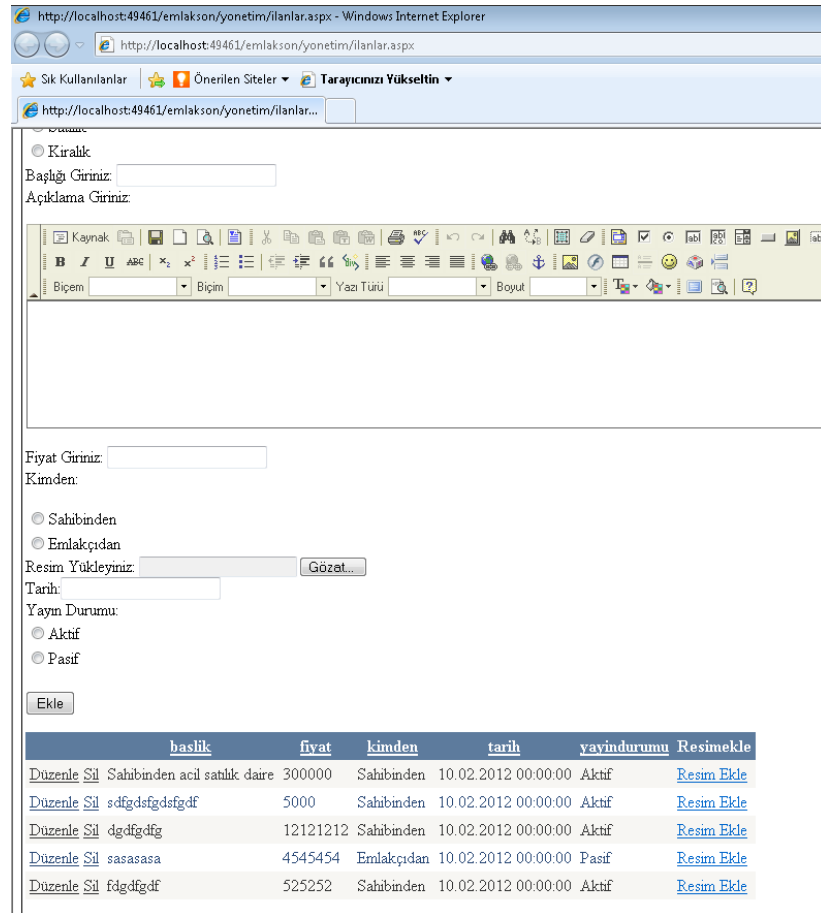 http://localhost:49461/emlakson/yonetim/ilanlar.aspx - Windows Internet Explorer
http://localhost:49461/emlakson/yonetim/ilanlar.aspx
Sık Kullanılanlar Önerilen Siteler Tarayıcınızı Yükseltin
http://localhost:49461/emlakson/yonetim/ilanlar...
Kiralık
Başlığı Giriniz:
Açıklama Giriniz:
Kaynak
B I U ABC x₂ x²
Biçem Biçim Yazı Türü Boyut
Fiyat Giriniz:
Kimden:
Sahibinden
Emlakçıdan
Resim Yükleyiniz: Gözat...
Tarih:
Yayın Durumu:
Aktif
Pasif
Ekle
baslik fiyat kimden tarih yayindurumu Resimekle
Düzenle Sil Sahibinden acil satılık daire 300000 Sahibinden 10.02.2012 00:00:00 Aktif Resim Ekle
Düzenle Sil sdfgdsfgdsfgdf 5000 Sahibinden 10.02.2012 00:00:00 Aktif Resim Ekle
Düzenle Sil dgdfgdfg 12121212 Sahibinden 10.02.2012 00:00:00 Aktif Resim Ekle
Düzenle Sil sasasasa 4545454 Emlakçıdan 10.02.2012 00:00:00 Pasif Resim Ekle
Düzenle Sil fdgdfgdf 525252 Sahibinden 10.02.2012 00:00:00 Aktif Resim Ekle